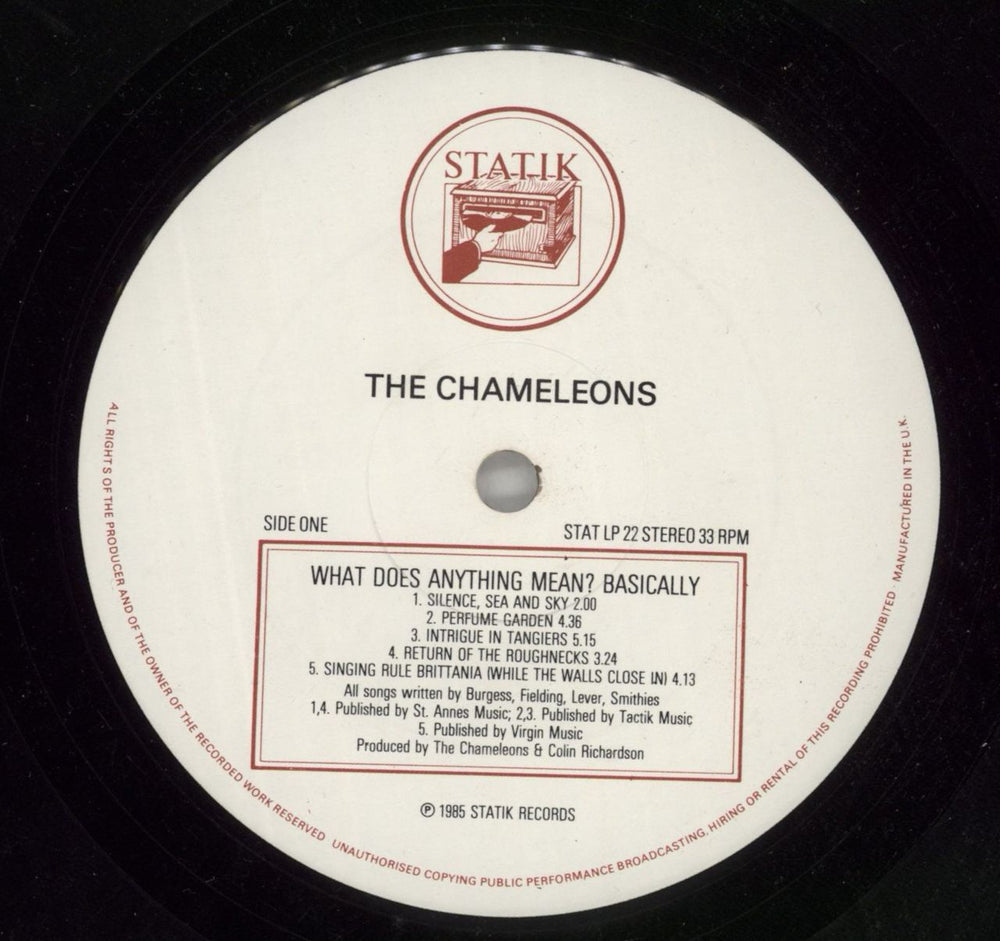 STATIK
THE CHAMELEONS
SIDE ONE
STAT LP 22 STEREO 33 RPM
WHAT DOES ANYTHING MEAN? BASICALLY
1. SILENCE, SEA AND SKY 2.00
2. PERFUME GARDEN 4.36
3. INTRIGUE IN TANGIERS 5.15
4. RETURN OF THE ROUGHNECKS 3.24
5. SINGING RULE BRITTANIA (WHILE THE WALLS CLOSE IN) 4.13
All songs written by Burgess, Fielding, Lever, Smithies
1,4. Published by St. Annes Music; 2,3. Published by Tactik Music
5. Published by Virgin Music
Produced by The Chameleons & Colin Richardson
℗ 1985 STATIK RECORDS
ALL RIGHTS OF THE PRODUCER AND OF THE OWNER OF THE RECORDED WORK RESERVED UNAUTHORISED COPYING PUBLIC PERFORMANCE BROADCASTING, HIRING OR RENTAL OF THIS RECORDING PROHIBITED · MANUFACTURED IN THE U.K.